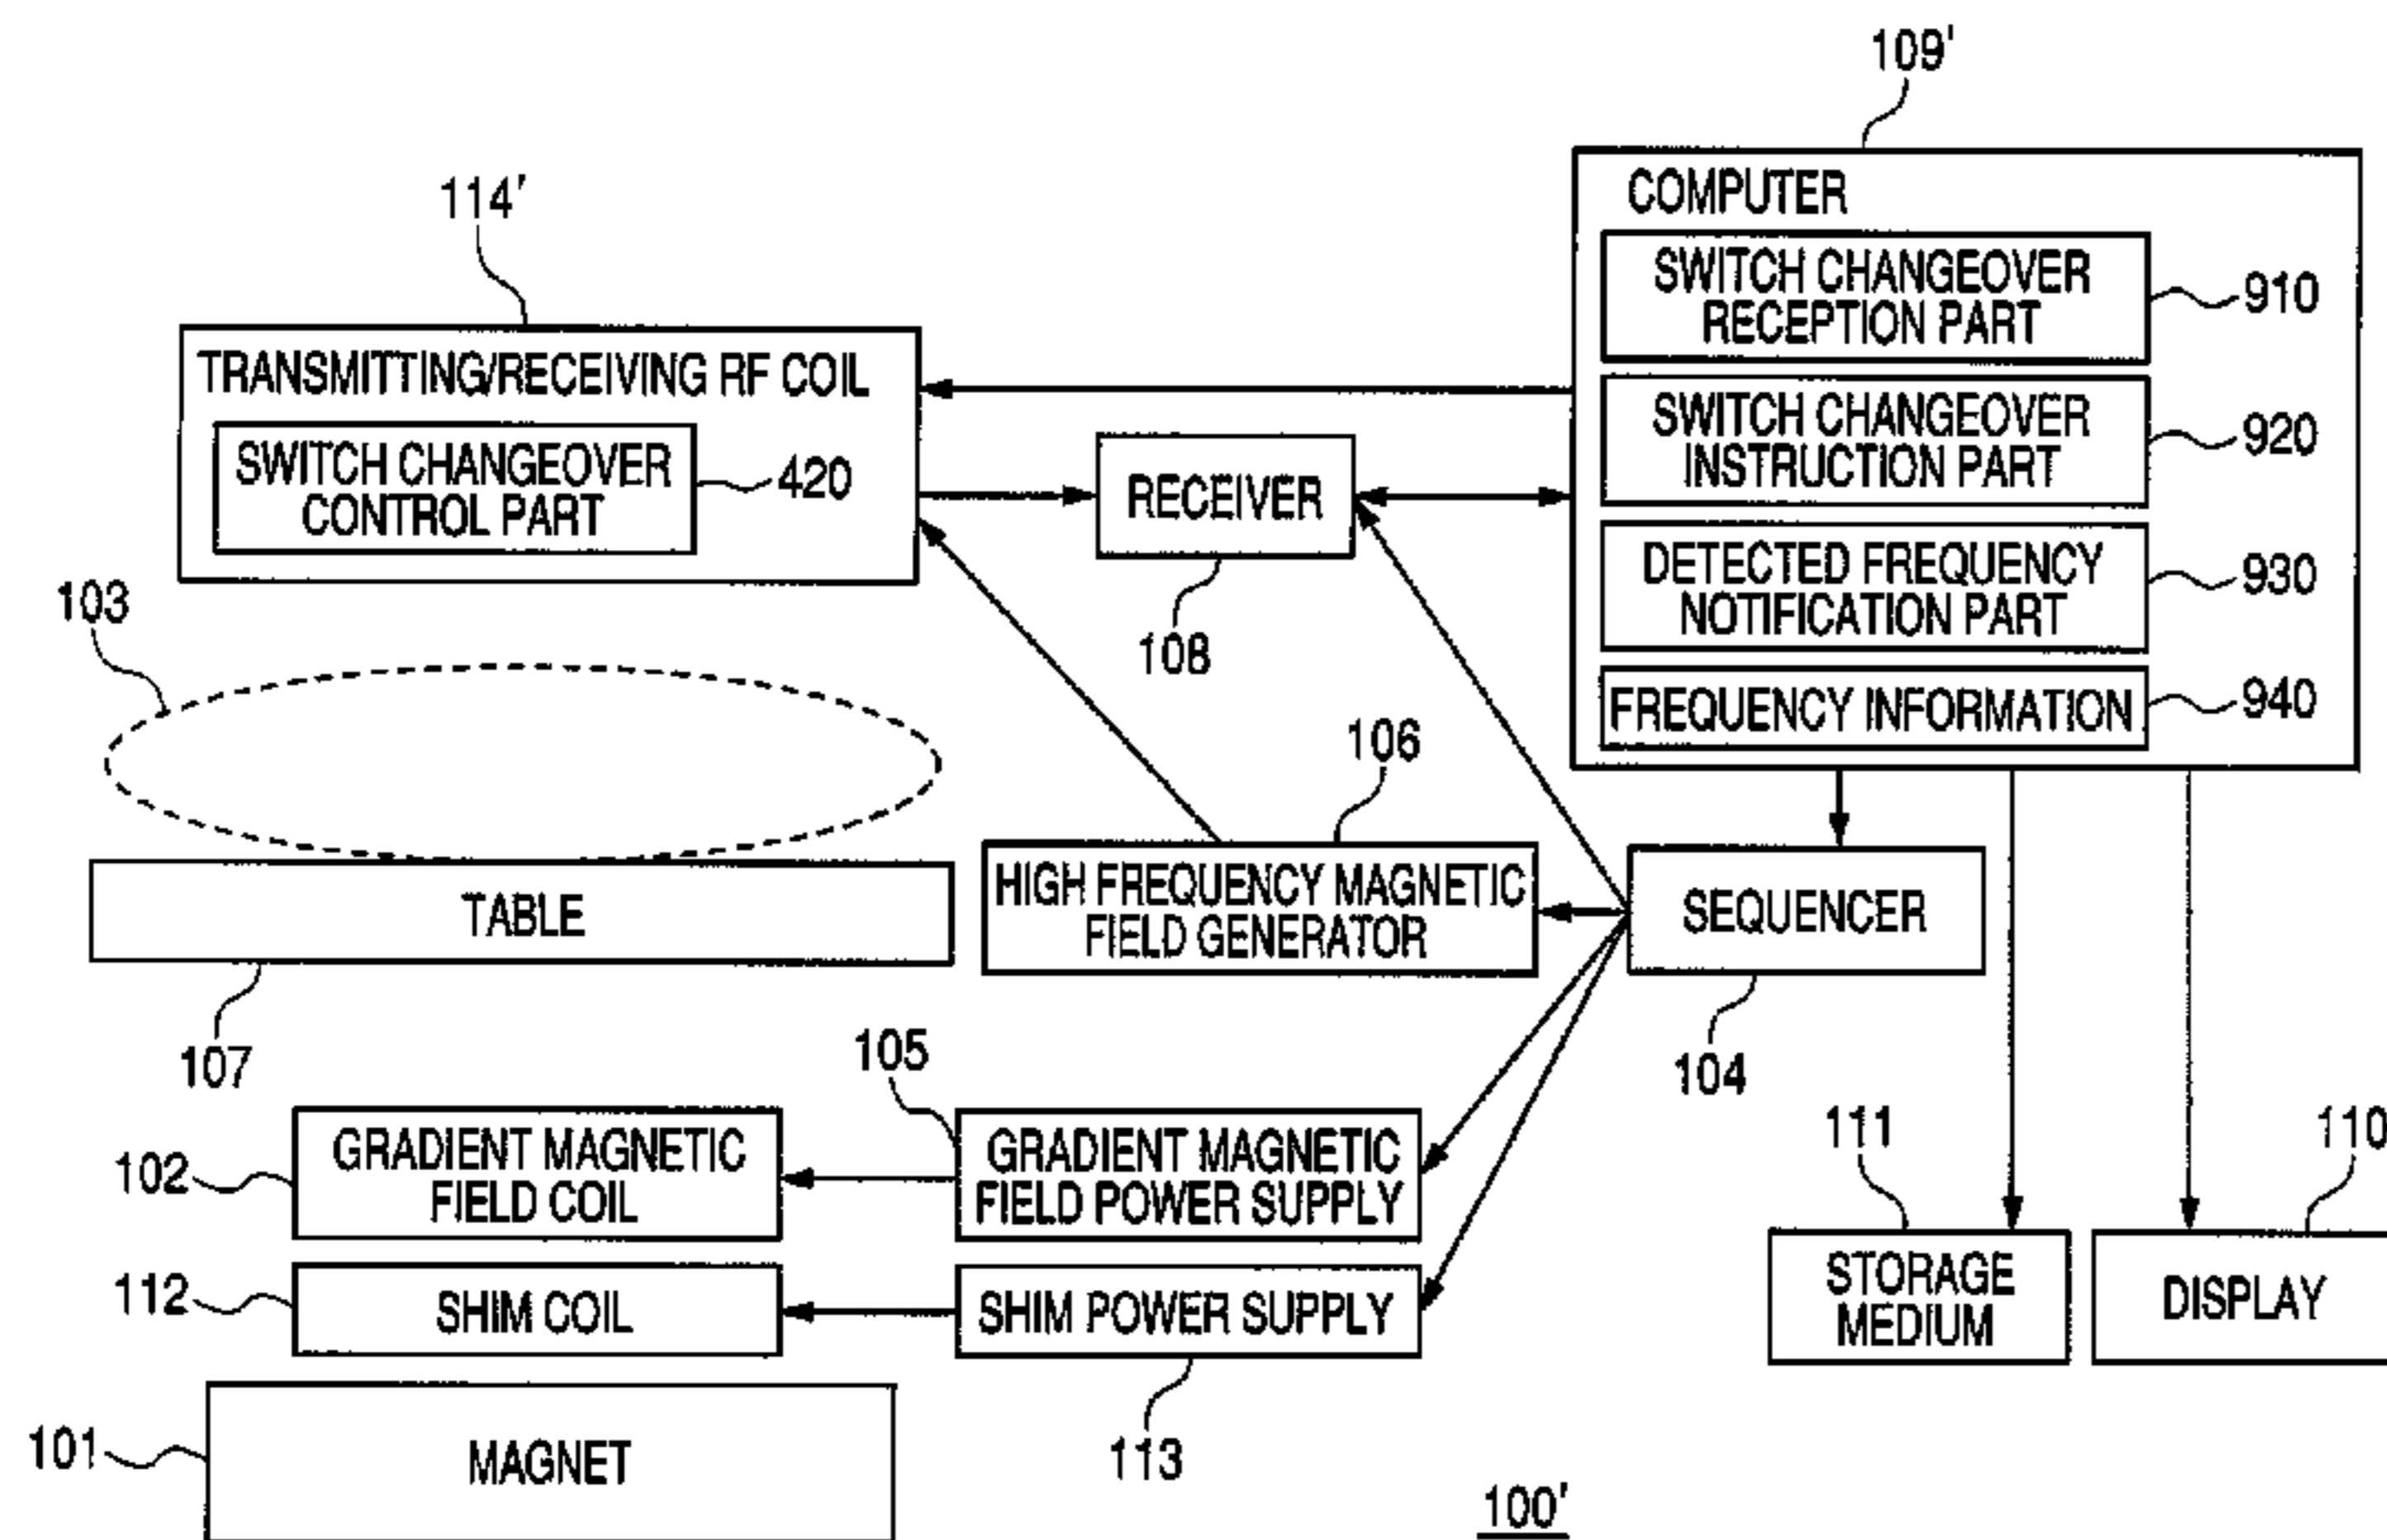 109'
COMPUTER
SWITCH CHANGEOVER
RECEPTION PART
910
SWITCH CHANGEOVER
INSTRUCTION PART
920
DETECTED FREQUENCY
NOTIFICATION PART
930
FREQUENCY INFORMATION
940
114'
TRANSMITTING/RECEIVING RF COIL
SWITCH CHANGEOVER
CONTROL PART
420
RECEIVER
108
103
106
HIGH FREQUENCY MAGNETIC
FIELD GENERATOR
SEQUENCER
104
TABLE
107
105
102
GRADIENT MAGNETIC
FIELD COIL
GRADIENT MAGNETIC
FIELD POWER SUPPLY
111
110
STORAGE
MEDIUM
DISPLAY
112
SHIM COIL
SHIM POWER SUPPLY
113
101
MAGNET
100'